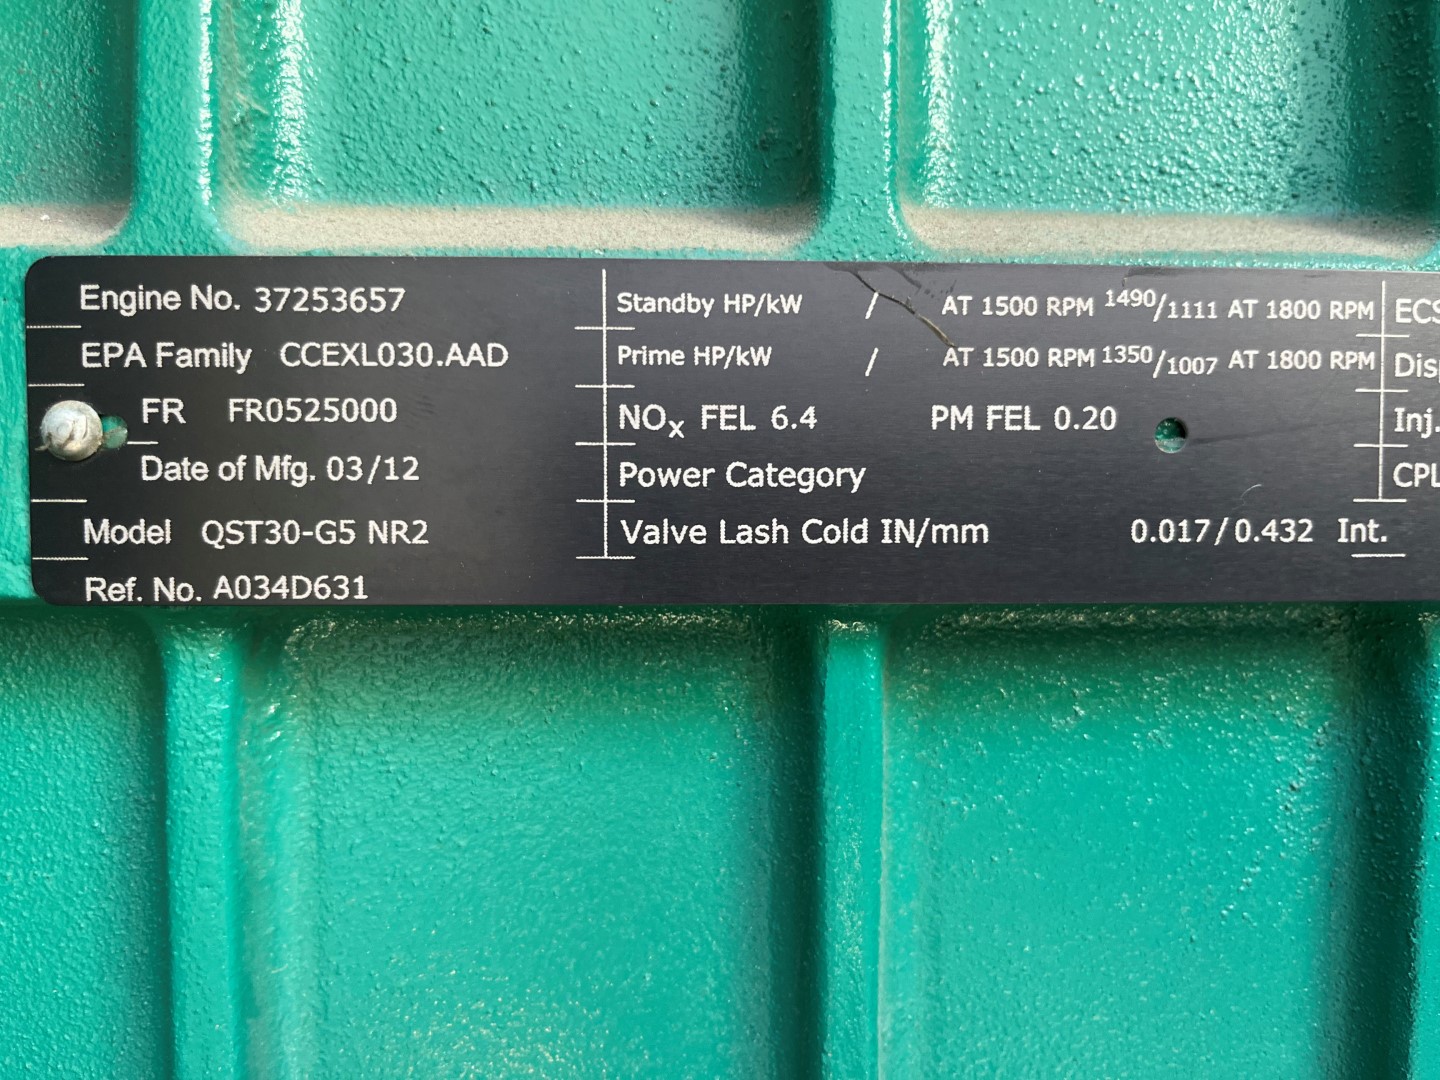 Engine No. 37253657
EPA Family CCEXL030.AAD
FR FR0525000
Date of Mfg. 03/12
Model QST30-G5 NR2
Ref. No. A034D631
Standby HP/kW / AT 1500 RPM 1490/1111 AT 1800 RPM
Prime HP/kW / AT 1500 RPM 1350/1007 AT 1800 RPM
NOx FEL 6.4 PM FEL 0.20
Power Category
Valve Lash Cold IN/mm 0.017/0.432 Int.
ECS
Inj.
CPL